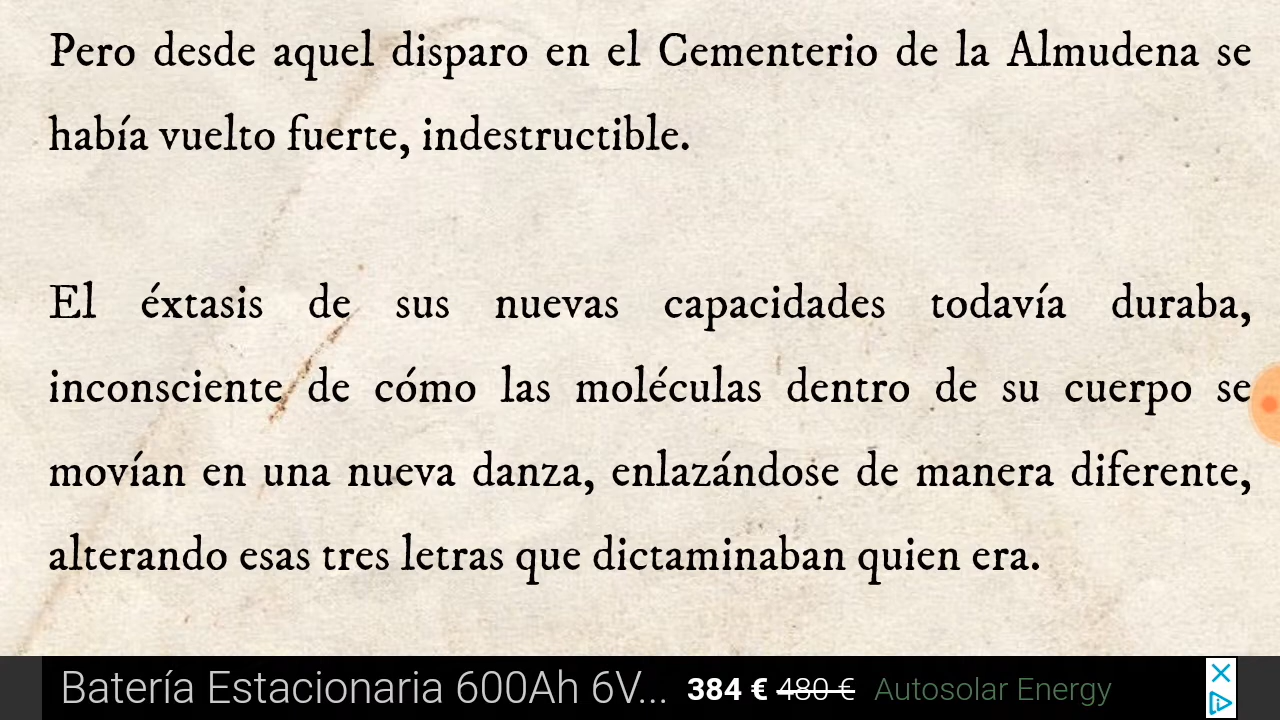 Pero desde aquel disparo en el Cementerio de la Almudena se
había vuelto fuerte, indestructible.
El éxtasis de sus nuevas capacidades todavía duraba,
inconsciente de cómo las moléculas dentro de su cuerpo se
movían en una nueva danza, enlazándose de manera diferente,
alterando esas tres letras que dictaminaban quien era.
Batería Estacionaria 600Ah 6V... 384 € 480 € Autosolar Energy